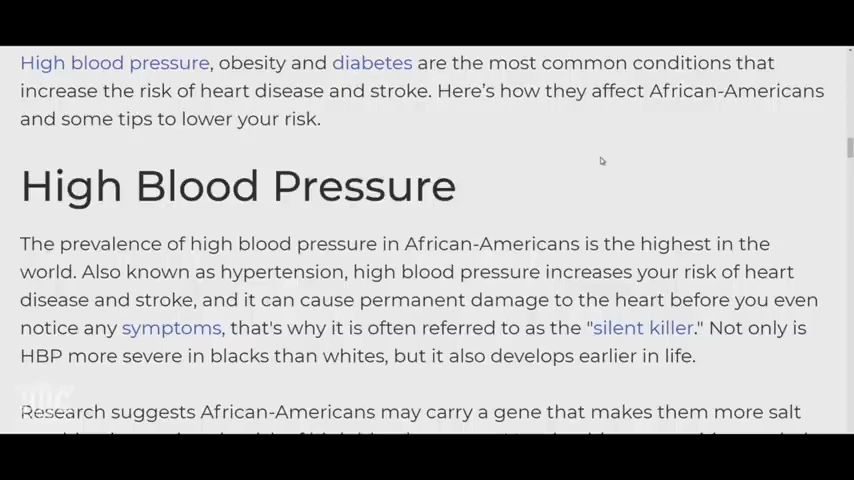 High blood pressure, obesity and diabetes are the most common conditions that
increase the risk of heart disease and stroke. Here's how they affect African-Americans
and some tips to lower your risk.
High Blood Pressure
The prevalence of high blood pressure in African-Americans is the highest in the
world. Also known as hypertension, high blood pressure increases your risk of heart
disease and stroke, and it can cause permanent damage to the heart before you even
notice any symptoms, that's why it is often referred to as the "silent killer." Not only is
HBP more severe in blacks than whites, but it also develops earlier in life.
Research suggests African-Americans may carry a gene that makes them more salt